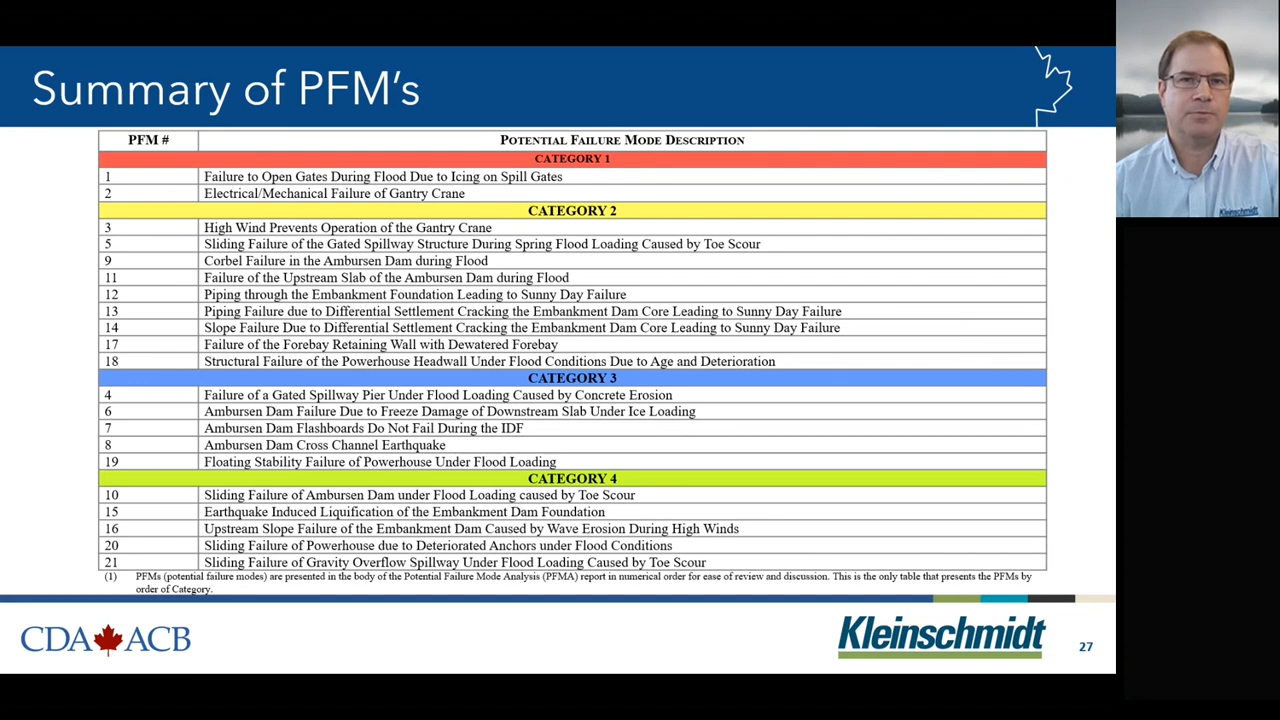 Summary of PFM's
PFM # POTENTIAL FAILURE MODE DESCRIPTION
CATEGORY 1
1 Failure to Open Gates During Flood Due to Icing on Spill Gates
2 Electrical/Mechanical Failure of Gantry Crane
CATEGORY 2
3 High Wind Prevents Operation of the Gantry Crane
5 Sliding Failure of the Gated Spillway Structure During Spring Flood Loading Caused by Toe Scour
9 Corbel Failure in the Ambursen Dam during Flood
11 Failure of the Upstream Slab of the Ambursen Dam during Flood
12 Piping through the Embankment Foundation Leading to Sunny Day Failure
13 Piping Failure due to Differential Settlement Cracking the Embankment Dam Core Leading to Sunny Day Failure
14 Slope Failure Due to Differential Settlement Cracking the Embankment Dam Core Leading to Sunny Day Failure
17 Failure of the Forebay Retaining Wall with Dewatered Forebay
18 Structural Failure of the Powerhouse Headwall Under Flood Conditions Due to Age and Deterioration
CATEGORY 3
4 Failure of a Gated Spillway Pier Under Flood Loading Caused by Concrete Erosion
6 Ambursen Dam Failure Due to Freeze Damage of Downstream Slab Under Ice Loading
7 Ambursen Dam Flashboards Do Not Fail During the IDF
8 Ambursen Dam Cross Channel Earthquake
19 Floating Stability Failure of Powerhouse Under Flood Loading
CATEGORY 4
10 Sliding Failure of Ambursen Dam under Flood Loading caused by Toe Scour
15 Earthquake Induced Liquification of the Embankment Dam Foundation
16 Upstream Slope Failure of the Embankment Dam Caused by Wave Erosion During High Winds
20 Sliding Failure of Powerhouse due to Deteriorated Anchors under Flood Conditions
21 Sliding Failure of Gravity Overflow Spillway Under Flood Loading Caused by Toe Scour
(1) PFMs (potential failure modes) are presented in the body of the Potential Failure Mode Analysis (PFMA) report in numerical order for ease of review and discussion. This is the only table that presents the PFMs by
order of Category.
CDA ACB
Kleinschmidt
27
Kleinschmidt